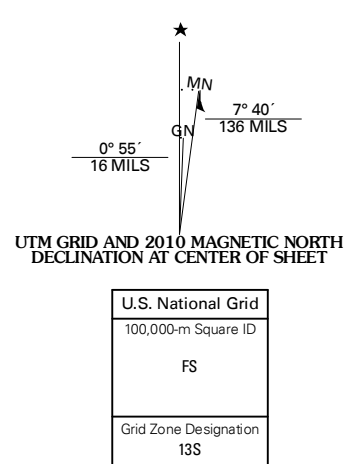 MN
7° 40´
136 MILS
GN
0° 55´
16 MILS
UTM GRID AND 2010 MAGNETIC NORTH
DECLINATION AT CENTER OF SHEET
U.S. National Grid
100,000-m Square ID
FS
Grid Zone Designation
13S